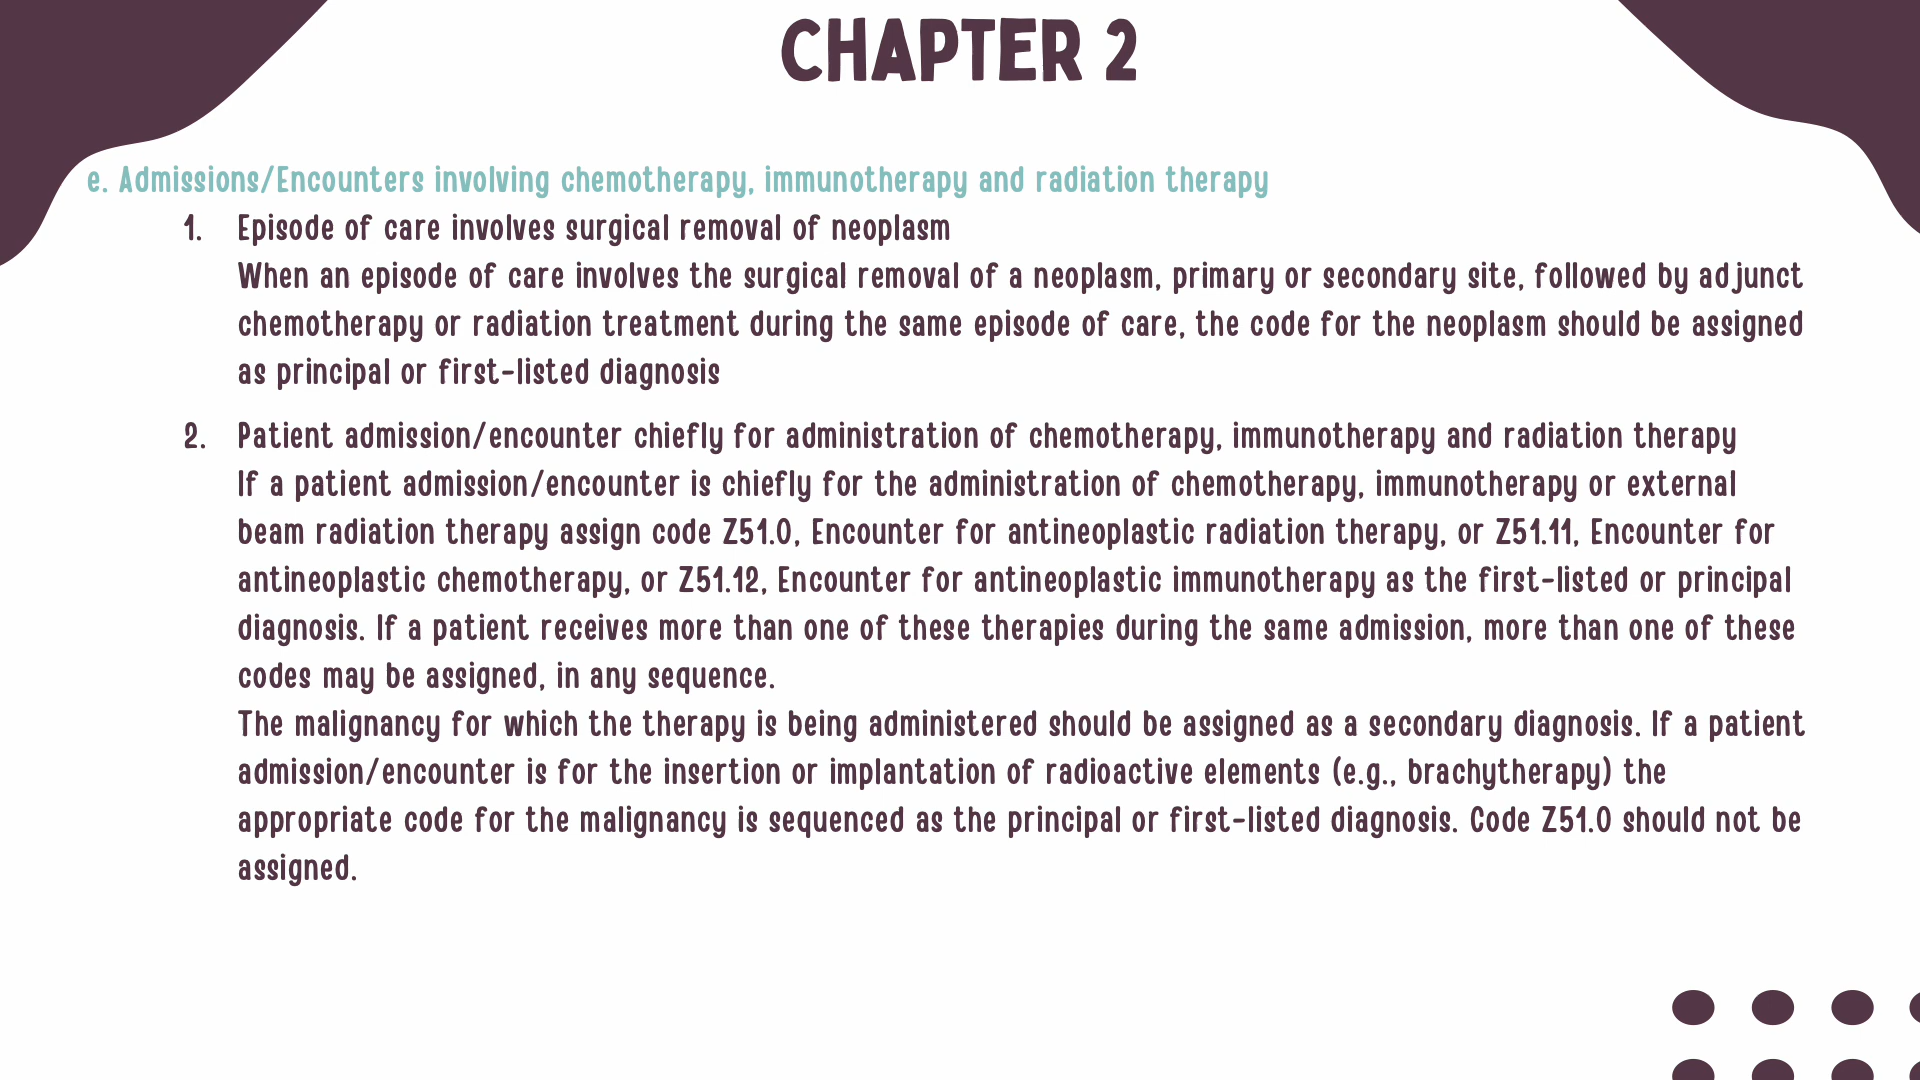 CHAPTER 2
e. Admissions/Encounters involving chemotherapy, immunotherapy and radiation therapy
1. Episode of care involves surgical removal of neoplasm
When an episode of care involves the surgical removal of a neoplasm, primary or secondary site, followed by adjunct
chemotherapy or radiation treatment during the same episode of care, the code for the neoplasm should be assigned
as principal or first-listed diagnosis
2. Patient admission/encounter chiefly for administration of chemotherapy, immunotherapy and radiation therapy
If a patient admission/encounter is chiefly for the administration of chemotherapy, immunotherapy or external
beam radiation therapy assign code Z51.0, Encounter for antineoplastic radiation therapy, or Z51.11, Encounter for
antineoplastic chemotherapy, or Z51.12, Encounter for antineoplastic immunotherapy as the first-listed or principal
diagnosis. If a patient receives more than one of these therapies during the same admission, more than one of these
codes may be assigned, in any sequence.
The malignancy for which the therapy is being administered should be assigned as a secondary diagnosis. If a patient
admission/encounter is for the insertion or implantation of radioactive elements (e.g., brachytherapy) the
appropriate code for the malignancy is sequenced as the principal or first-listed diagnosis. Code Z51.0 should not be
assigned.